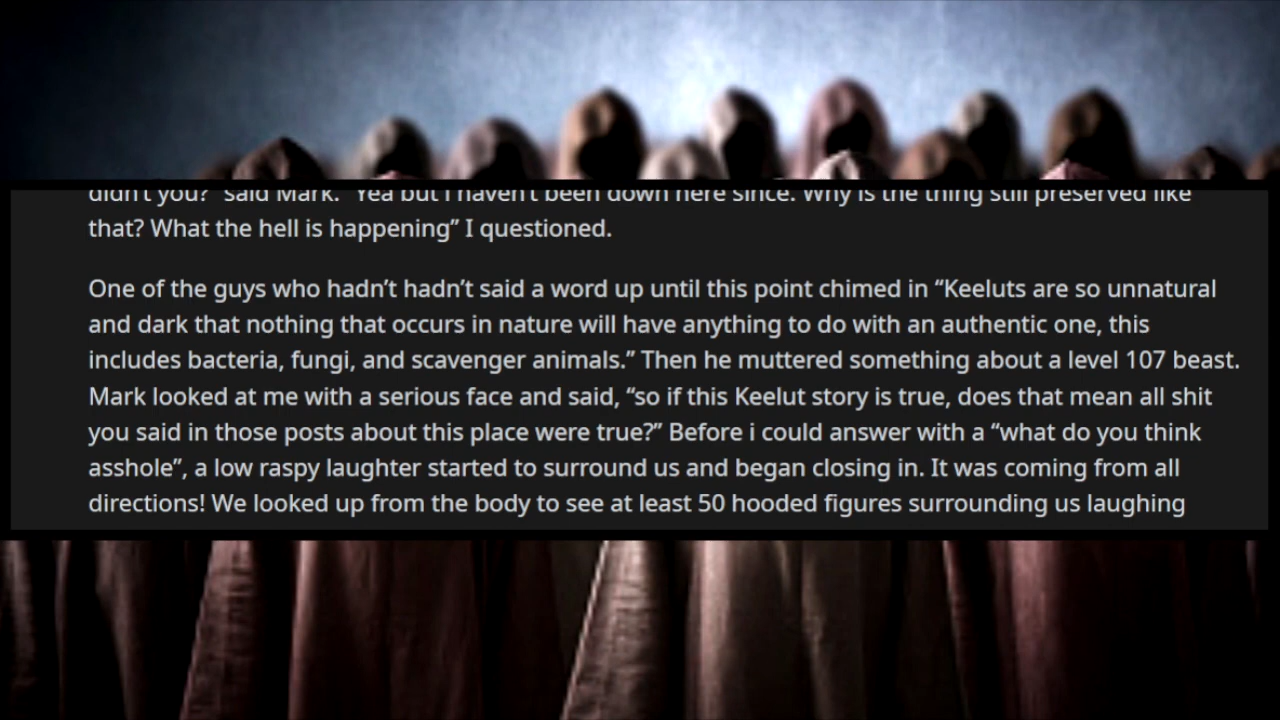 didn't you?” said Mark. “Yea but i haven't been down here since. Why is the thing still preserved like
that? What the hell is happening” I questioned.
One of the guys who hadn’t hadn’t said a word up until this point chimed in “Keeluts are so unnatural
and dark that nothing that occurs in nature will have anything to do with an authentic one, this
includes bacteria, fungi, and scavenger animals.” Then he muttered something about a level 107 beast.
Mark looked at me with a serious face and said, “so if this Keelut story is true, does that mean all shit
you said in those posts about this place were true?” Before i could answer with a “what do you think
asshole”, a low raspy laughter started to surround us and began closing in. It was coming from all
directions! We looked up from the body to see at least 50 hooded figures surrounding us laughing